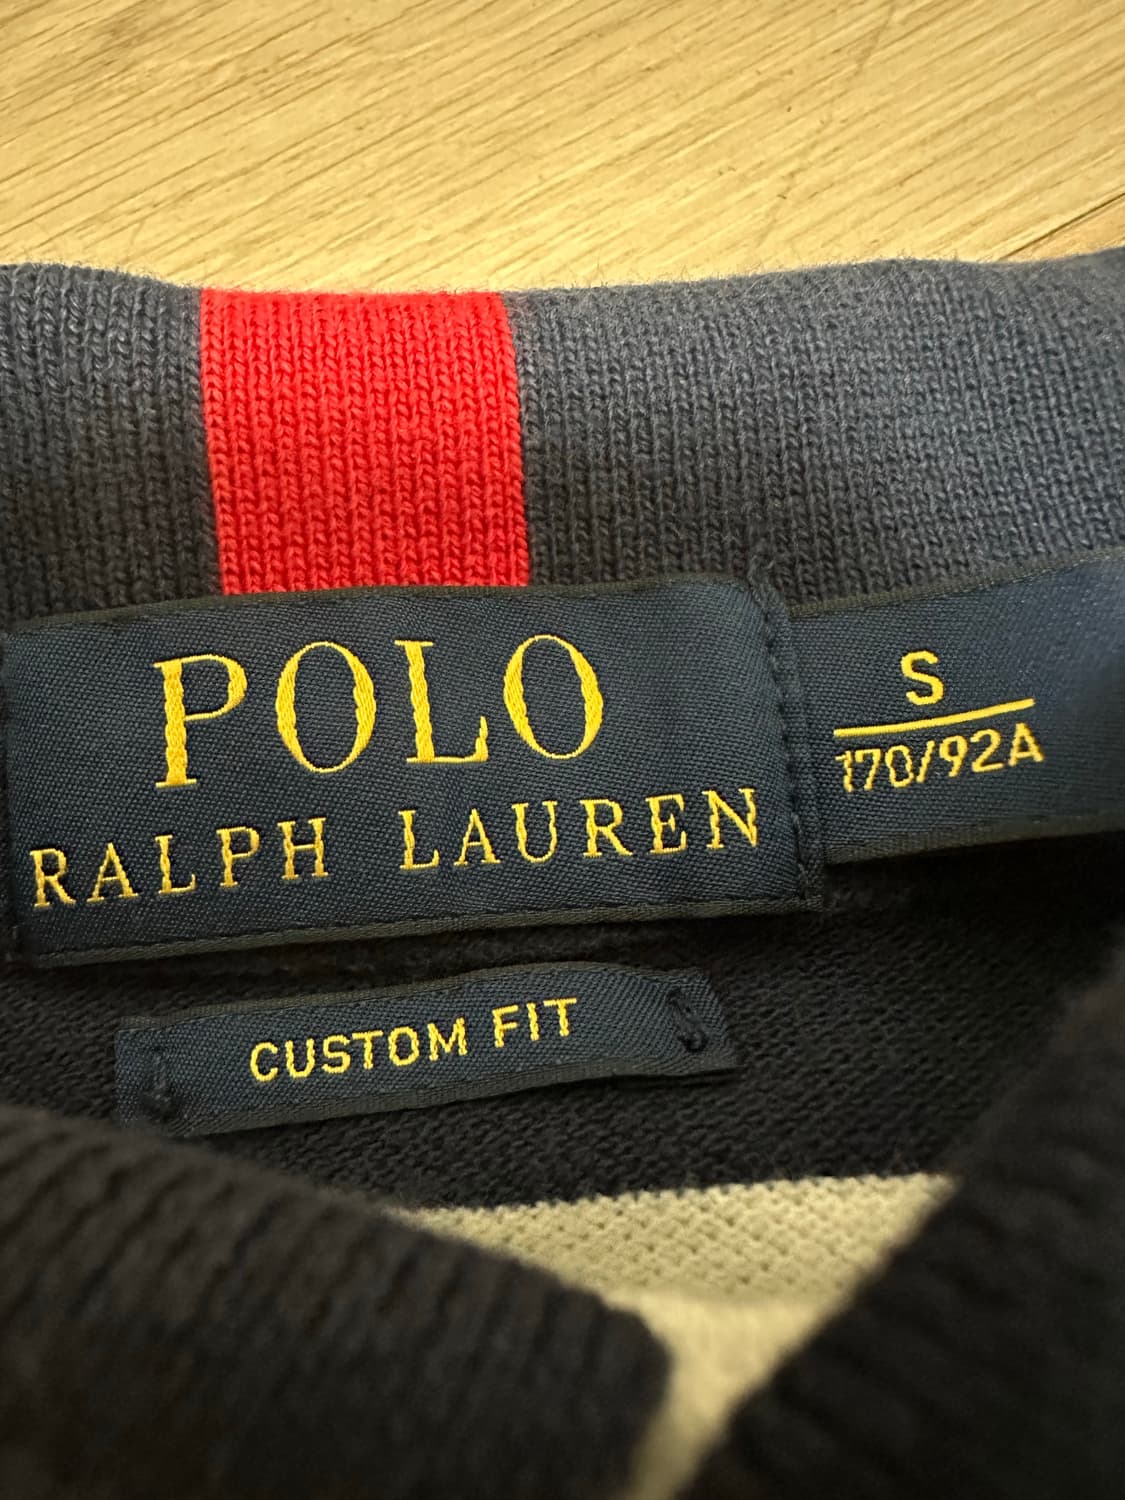 POLO
RALPH LAUREN
S
170/92A
CUSTOM FIT